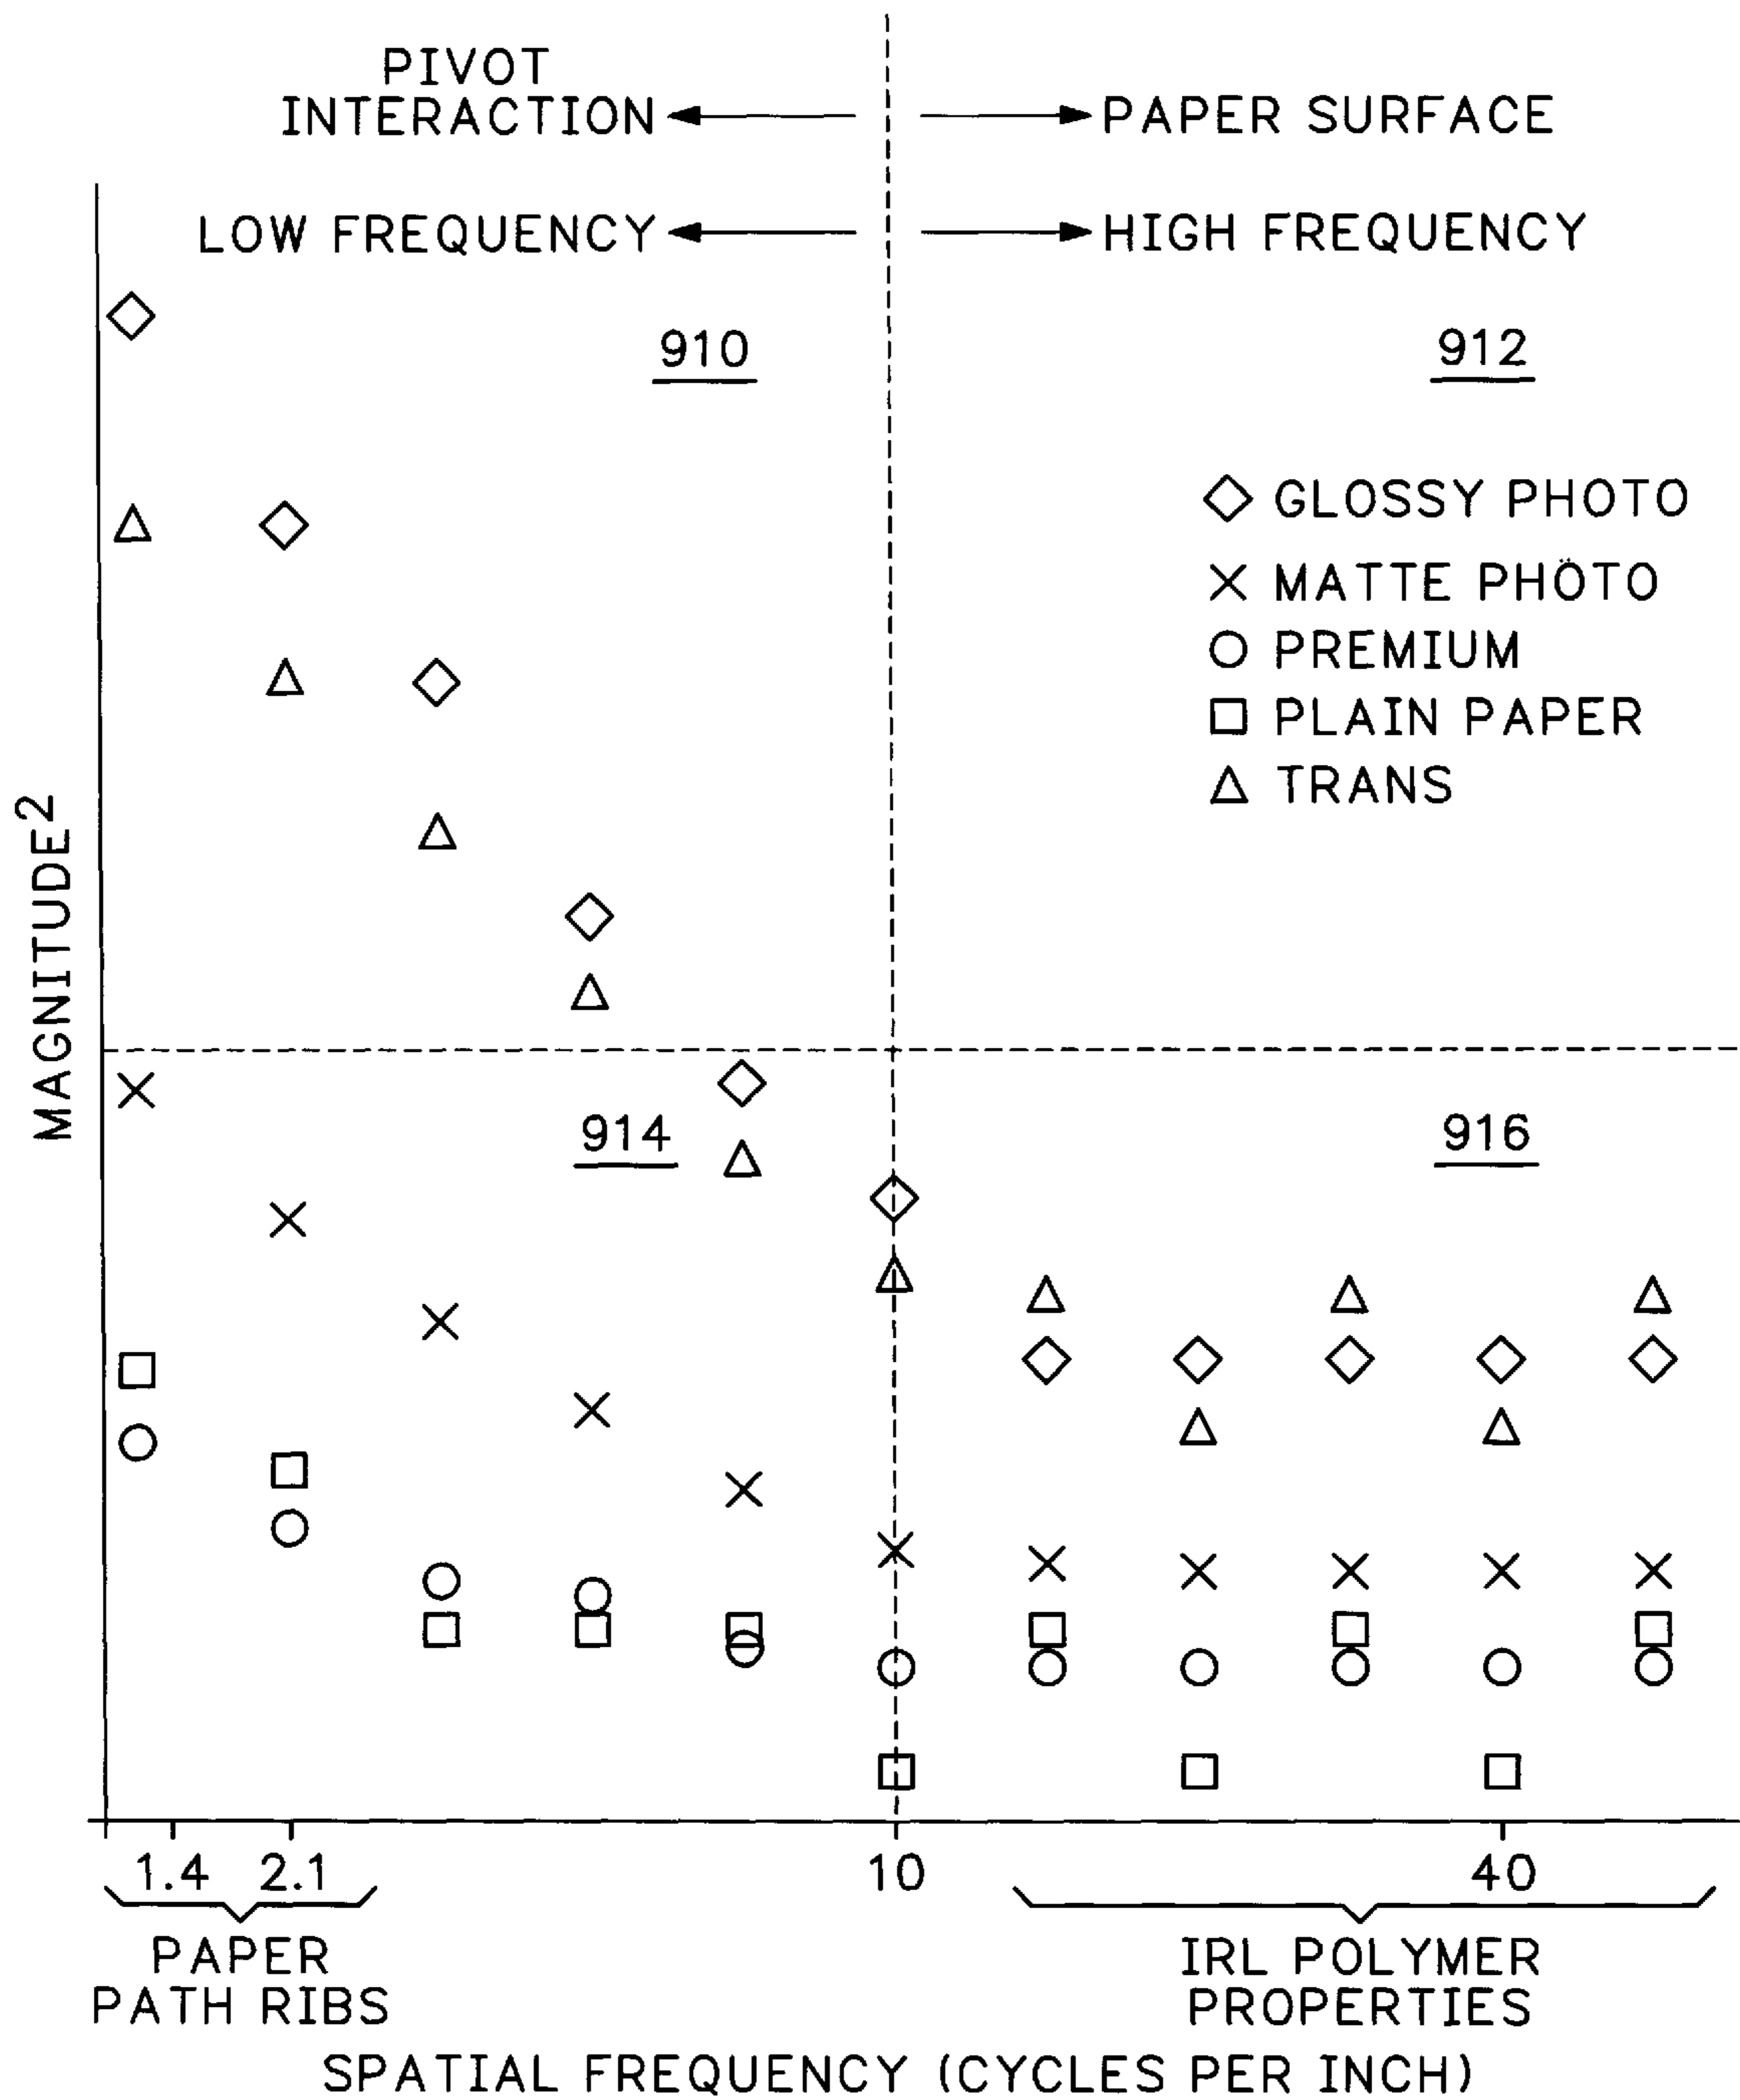 PIVOT
INTERACTION
PAPER SURFACE
LOW FREQUENCY
HIGH FREQUENCY
910
912
GLOSSY PHOTO
MATTE PHÖTO
PREMIUM
PLAIN PAPER
TRANS
MAGNITUDE2
914
916
1.4
2.1
10
40
PAPER
PATH RIBS
IRL POLYMER
PROPERTIES
SPATIAL FREQUENCY (CYCLES PER INCH)